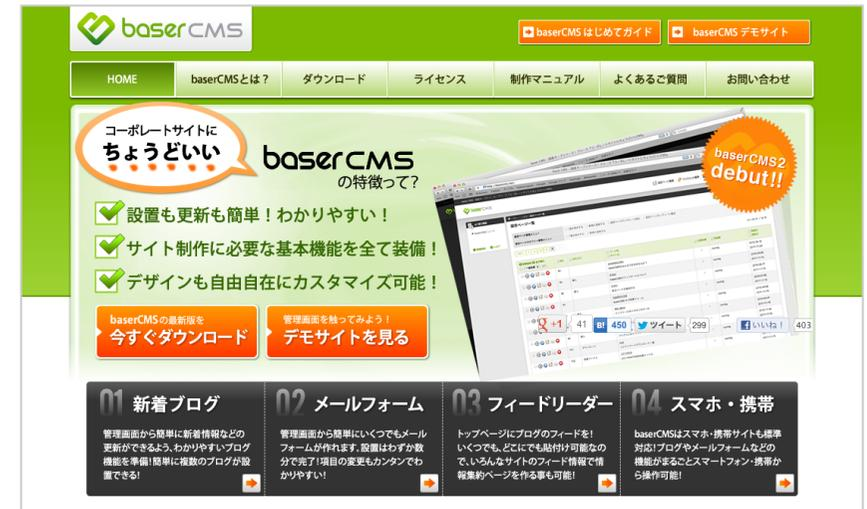 baserCMS
baserCMS はじめてガイド
baserCMS デモサイト
HOME
baserCMSとは？
ダウンロード
ライセンス
制作マニュアル
よくあるご質問
お問い合わせ
コーポレートサイトに
ちょうどいい
baserCMS
の特徴って?
baserCMS2
debut!!
設置も更新も簡単！わかりやすい！
サイト制作に必要な基本機能を全て装備！
デザインも自由自在にカスタマイズ可能！
baserCMSの最新版を
今すぐダウンロード
管理画面を触ってみよう！
デモサイトを見る
+1 41
B! 450
ツイート 299
いいね！ 403
01 新着ブログ
管理画面から簡単に新着情報などの
更新ができるよう、わかりやすいブログ
機能を準備!簡単に複数のブログが設
置できる!
02 メールフォーム
管理画面から簡単にいくつでもメール
フォームが作れます。設置はわずか数
分で完了!項目の変更もカンタンでわ
かりやすい!
03 フィードリーダー
トップページにブログのフィードを!
いくつでも、どこにでも貼付け可能なの
で、いろんなサイトのフィード情報で情
報集約ページを作る事も可能!
04 スマホ・携帯
baserCMSはスマホ・携帯サイトも標準
対応!ブログやメールフォームなどの
機能がまるごとスマートフォン・携帯か
ら操作可能!